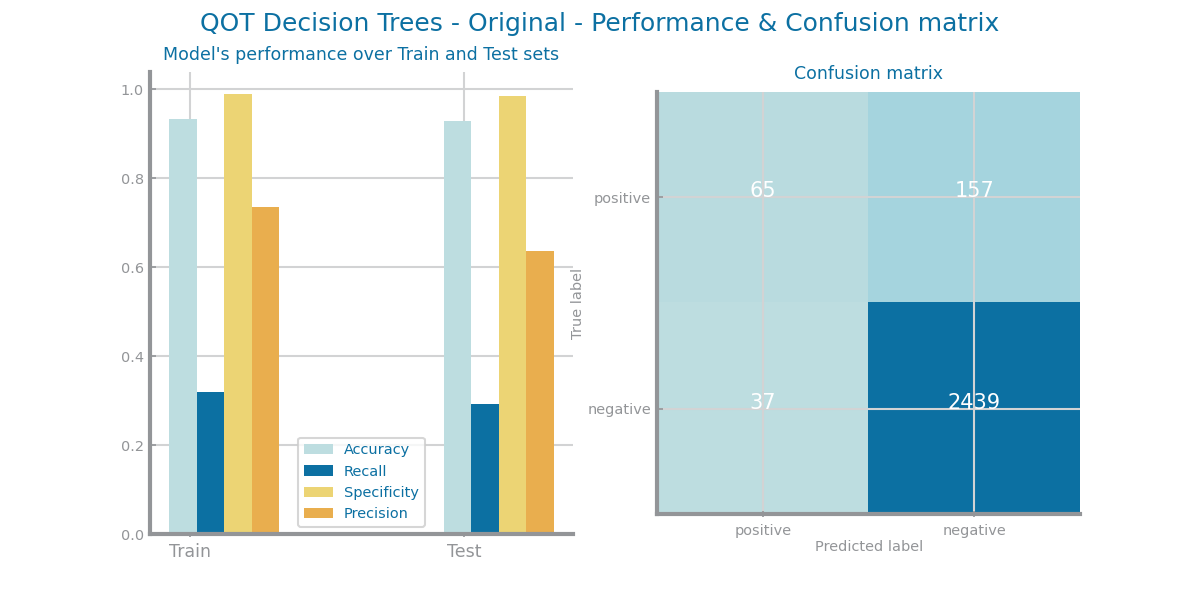 QOT Decision Trees - Original - Performance & Confusion matrix
Model's performance over Train and Test sets
1.0
0.8
0.6
0.4
0.2
0.0
Train
Test
Accuracy
Recall
Specificity
Precision
Confusion matrix
True label
positive
negative
65
157
37
2439
positive
negative
Predicted label